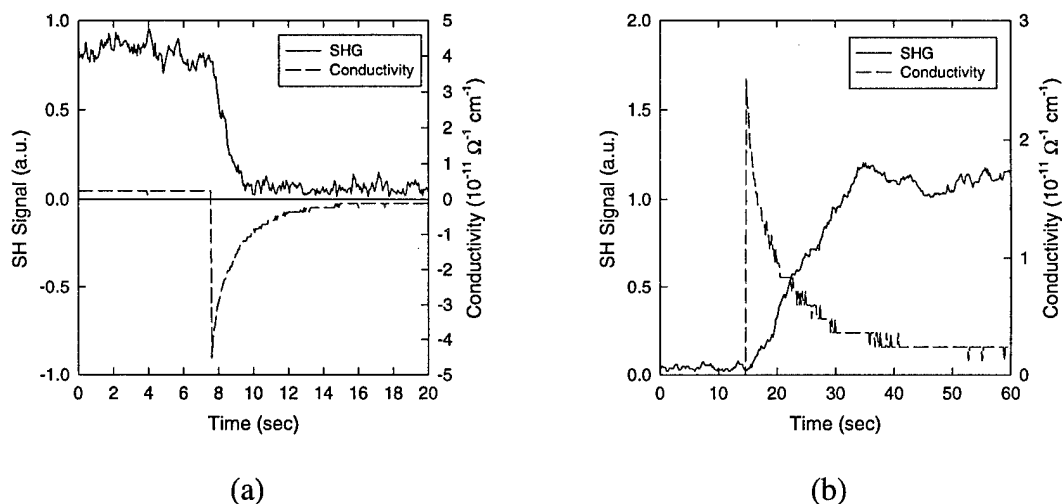 1.0
0.5
0.0
-0.5
-1.0
SH Signal (a.u.)
SHG
Conductivity
5
4
3
2
1
0
-1
-2
-3
-4
-5
Conductivity (10⁻¹¹ Ω⁻¹ cm⁻¹)
0 2 4 6 8 10 12 14 16 18 20
Time (sec)
(a)
2.0
1.5
1.0
0.5
0.0
SH Signal (a.u.)
SHG
Conductivity
3
2
1
0
Conductivity (10⁻¹¹ Ω⁻¹ cm⁻¹)
0 10 20 30 40 50 60
Time (sec)
(b)